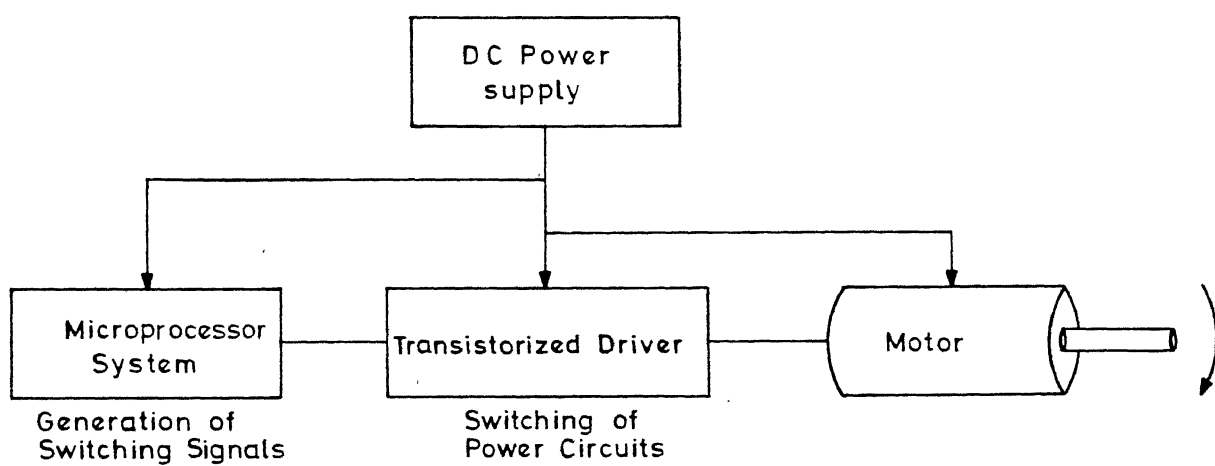 DC Power
supply
Microprocessor
System
Transistorized Driver
Motor
Generation of
Switching Signals
Switching of
Power Circuits